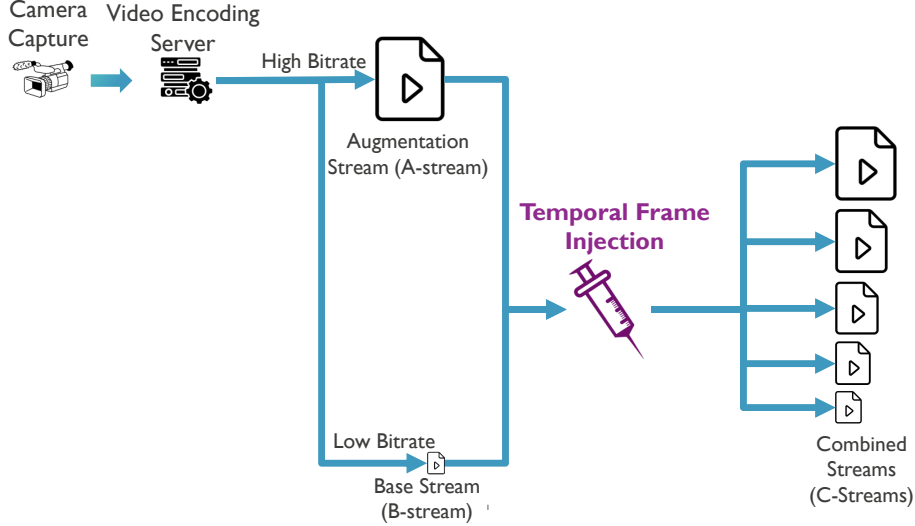 Camera
Capture
Video Encoding
Server
High Bitrate
Augmentation
Stream (A-stream)
Temporal Frame
Injection
Low Bitrate
Base Stream
(B-stream)
Combined
Streams
(C-Streams)